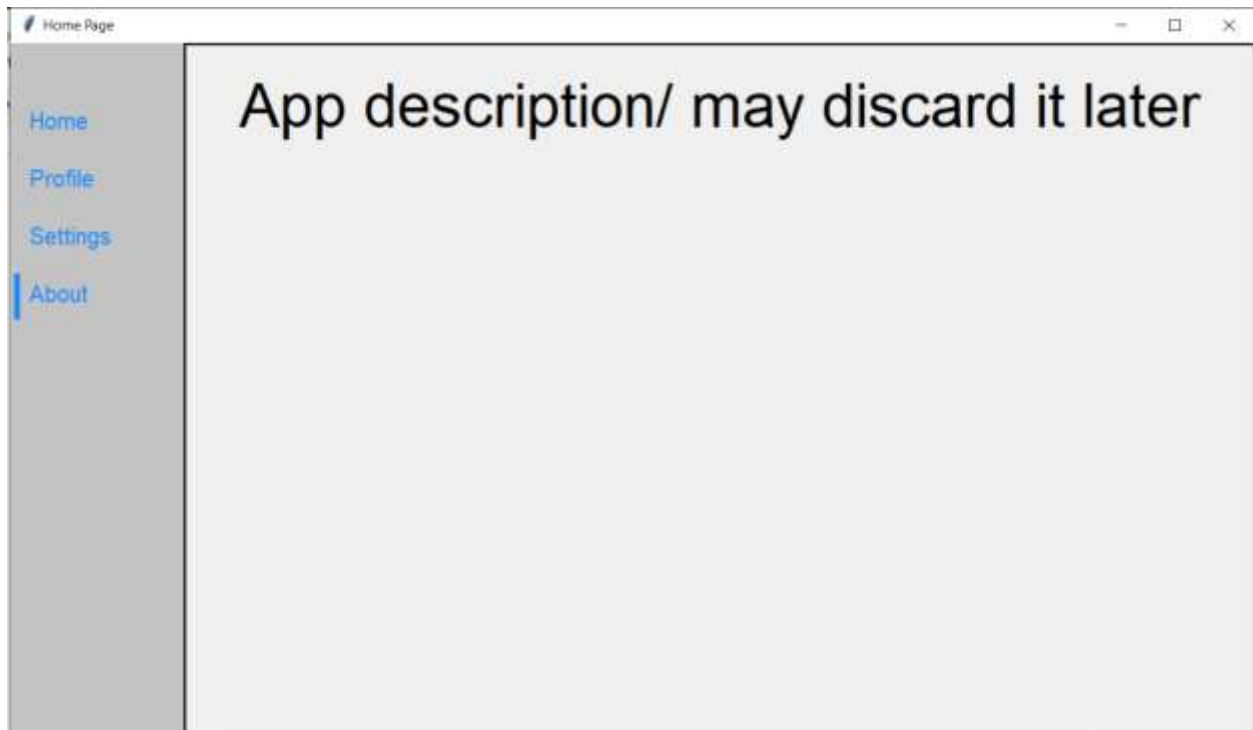 Home Page
App description/ may discard it later
Home
Profile
Settings
About